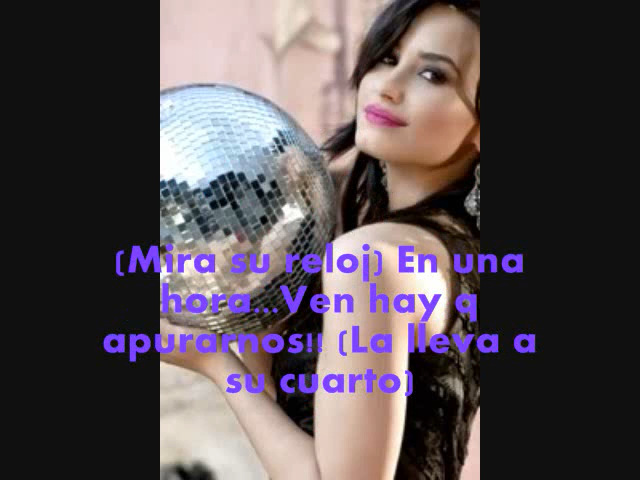 (Mira su reloj) En una
hora...Ven hay q
apurarnos!! (La lleva a
su cuarto)